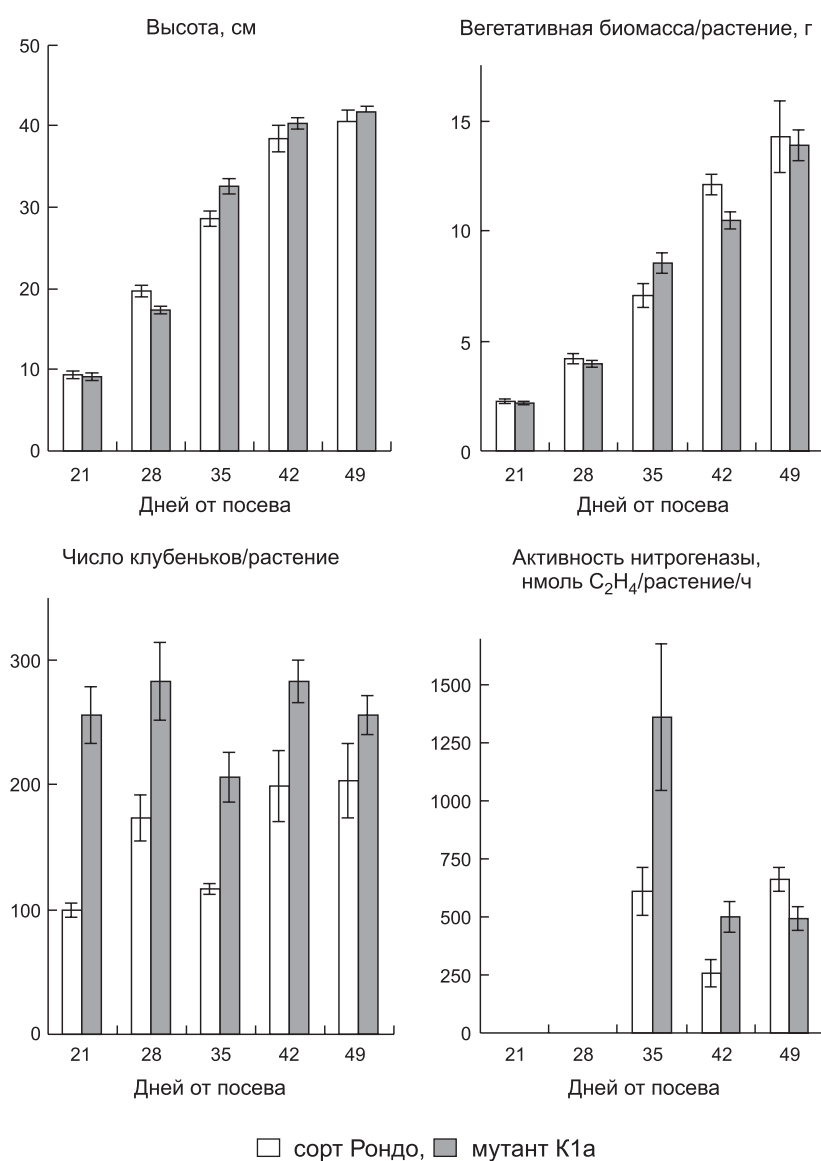 Высота, см
50
40
30
20
10
0
21 28 35 42 49
Дней от посева
Вегетативная биомасса/растение, г
15
10
5
0
21 28 35 42 49
Дней от посева
Число клубеньков/растение
300
200
100
0
21 28 35 42 49
Дней от посева
Активность нитрогеназы,
нмоль C₂H₄/растение/ч
1500
1250
1000
750
500
250
0
21 28 35 42 49
Дней от посева
сорт Рондо, мутант К1а